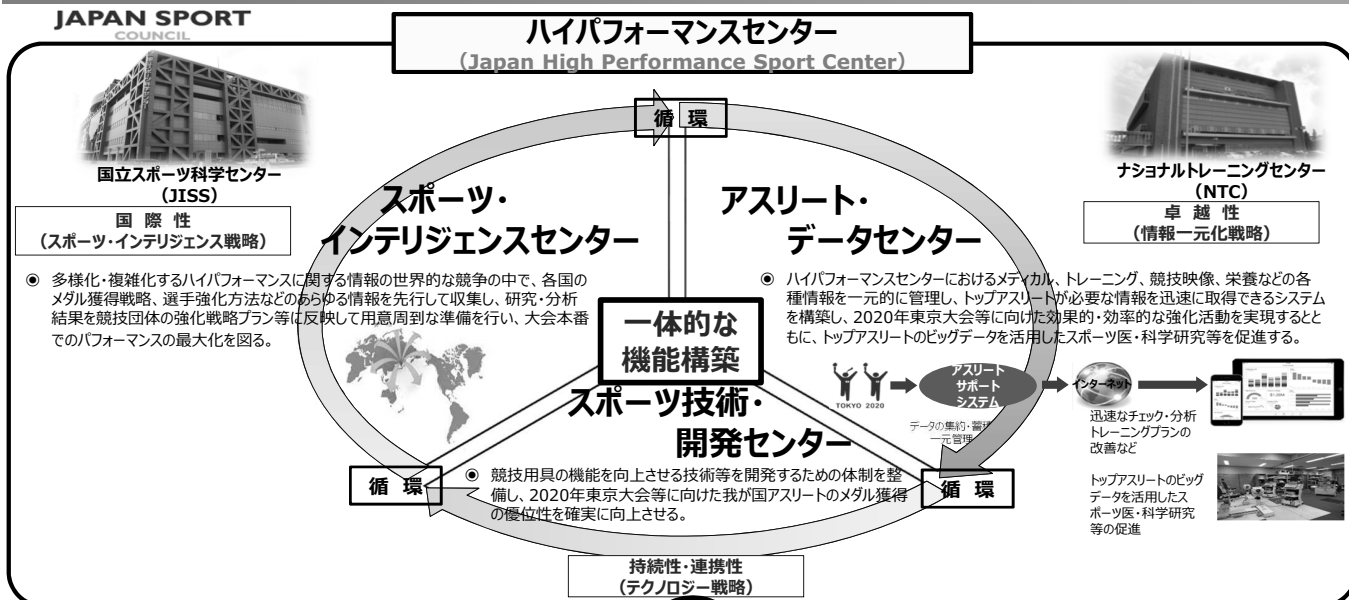 JAPAN SPORT
COUNCIL
ハイパフォーマンスセンター
（Japan High Performance Sport Center）
国立スポーツ科学センター
（JISS）
国 際 性
（スポーツ・インテリジェンス戦略）
ナショナルトレーニングセンター
（NTC）
卓 越 性
（情報一元化戦略）
循 環
スポーツ・
インテリジェンスセンター
アスリート・
データセンター
◉ 多様化・複雑化するハイパフォーマンスに関する情報の世界的な競争の中で、各国の
メダル獲得戦略、選手強化方法などのあらゆる情報を先行して収集し、研究・分析
結果を競技団体の強化戦略プラン等に反映して用意周到な準備を行い、大会本番
でのパフォーマンスの最大化を図る。
◉ ハイパフォーマンスセンターにおけるメディカル、トレーニング、競技映像、栄養などの各
種情報を一元的に管理し、トップアスリートが必要な情報を迅速に取得できるシステム
を構築し、2020年東京大会等に向けた効果的・効率的な強化活動を実現するとと
もに、トップアスリートのビッグデータを活用したスポーツ医・科学研究等を促進する。
一体的な
機能構築
TOKYO 2020
アスリート
サポート
システム
データの集約・蓄
一元管理
インターネット
迅速なチェック・分析
トレーニングプランの
改善など
トップアスリートのビッグ
データを活用したス
ポーツ医・科学研究
等の促進
スポーツ技術・
開発センター
◉ 競技用具の機能を向上させる技術等を開発するための体制を整
備し、2020年東京大会等に向けた我が国アスリートのメダル獲得
の優位性を確実に向上させる。
循 環
循 環
持続性・連携性
（テクノロジー戦略）